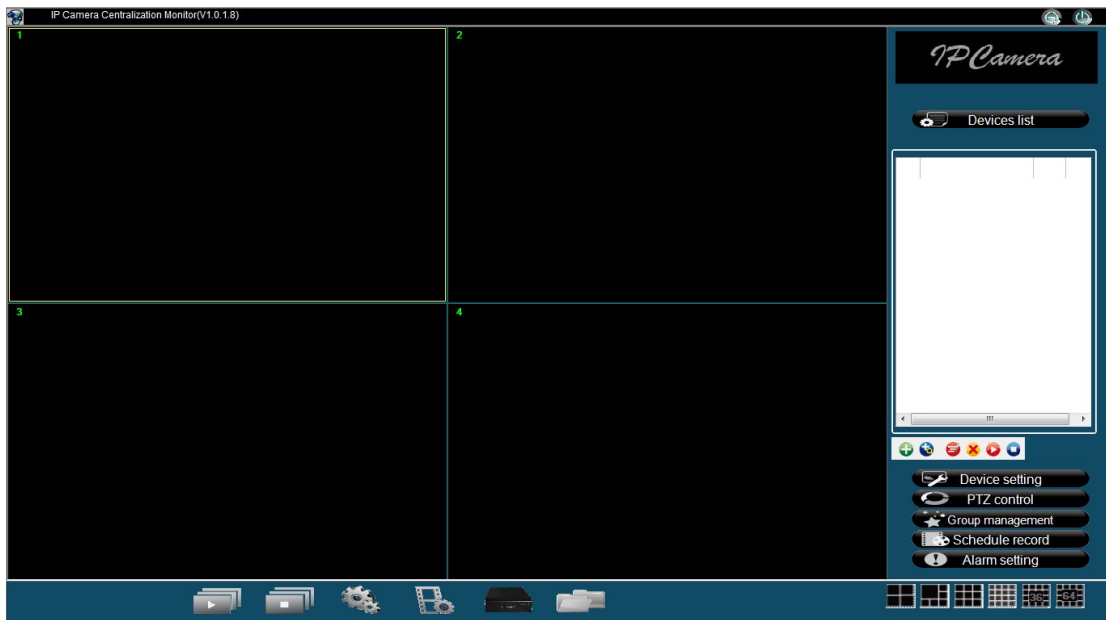 IP Camera Centralization Monitor(V1.0.1.8)
1
2
3
4
IPCamera
Devices list
Device setting
PTZ control
Group management
Schedule record
Alarm setting
36
64